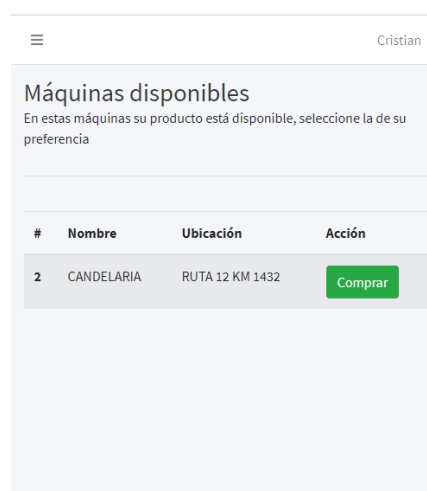 Cristian
Máquinas disponibles
En estas máquinas su producto está disponible, seleccione la de su
preferencia
# Nombre Ubicación Acción
2 CANDELARIA RUTA 12 KM 1432 Comprar